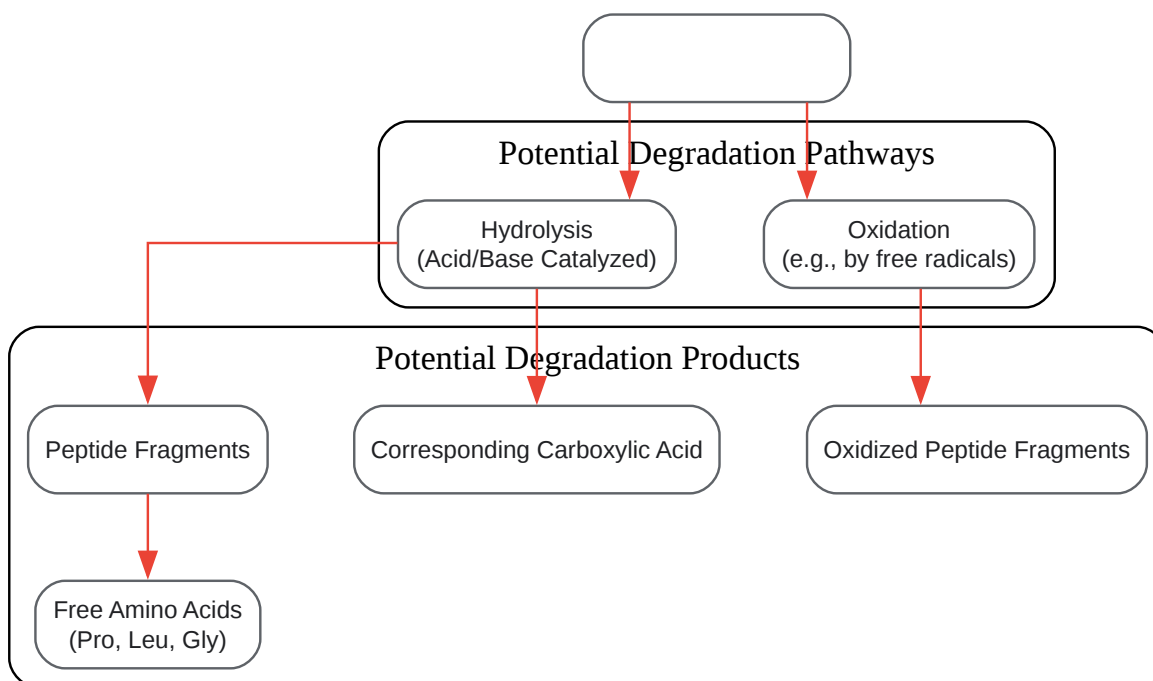 Potential Degradation Pathways
Hydrolysis
(Acid/Base Catalyzed)
Oxidation
(e.g., by free radicals)
Potential Degradation Products
Peptide Fragments
Corresponding Carboxylic Acid
Oxidized Peptide Fragments
Free Amino Acids
(Pro, Leu, Gly)